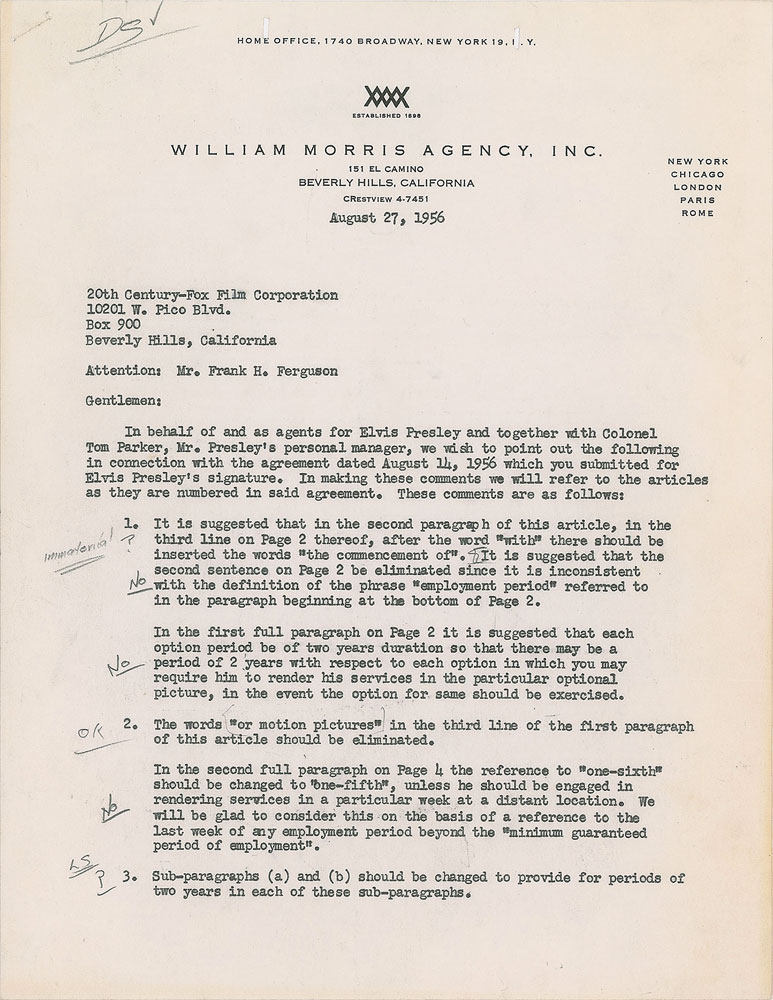 DS ✓
HOME OFFICE, 1740 BROADWAY, NEW YORK 19, N. Y.
ESTABLISHED 1898
WILLIAM MORRIS AGENCY, INC.
151 EL CAMINO
BEVERLY HILLS, CALIFORNIA
CRESTVIEW 4-7451
NEW YORK
CHICAGO
LONDON
PARIS
ROME
August 27, 1956
20th Century-Fox Film Corporation
10201 W. Pico Blvd.
Box 900
Beverly Hills, California
Attention: Mr. Frank H. Ferguson
Gentlemen:
In behalf of and as agents for Elvis Presley and together with Colonel
Tom Parker, Mr. Presley's personal manager, we wish to point out the following
in connection with the agreement dated August 14, 1956 which you submitted for
Elvis Presley's signature. In making these comments we will refer to the articles
as they are numbered in said agreement. These comments are as follows:
1. It is suggested that in the second paragraph of this article, in the
immaterial ? third line on Page 2 thereof, after the word "with" there should be
inserted the words "the commencement of". It is suggested that the
second sentence on Page 2 be eliminated since it is inconsistent
No with the definition of the phrase "employment period" referred to
in the paragraph beginning at the bottom of Page 2.
In the first full paragraph on Page 2 it is suggested that each
option period be of two years duration so that there may be a
No period of 2 years with respect to each option in which you may
require him to render his services in the particular optional
picture, in the event the option for same should be exercised.
OK 2. The words "or motion pictures" in the third line of the first paragraph
of this article should be eliminated.
In the second full paragraph on Page 4 the reference to "one-sixth"
should be changed to "one-fifth", unless he should be engaged in
rendering services in a particular week at a distant location. We
No will be glad to consider this on the basis of a reference to the
last week of any employment period beyond the "minimum guaranteed
period of employment".
LS ? 3. Sub-paragraphs (a) and (b) should be changed to provide for periods of
two years in each of these sub-paragraphs.